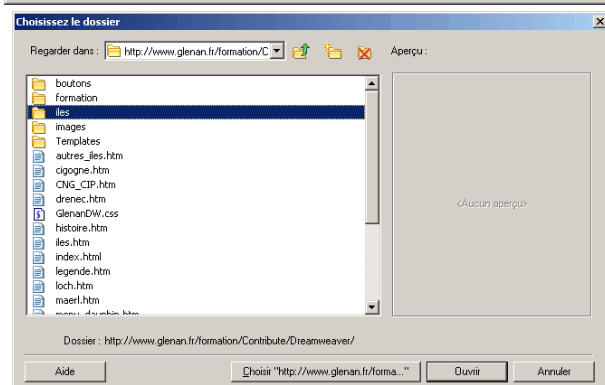 Choisissez le dossier
Regarder dans : http://www.glenan.fr/formation/C
Aperçu :
boutons
formation
iles
images
Templates
autres_iles.htm
cigogne.htm
CNG_CIP.htm
drenec.htm
GlenanDW.css
histoire.htm
iles.htm
index.html
legende.htm
loch.htm
maerl.htm
menu_dauphin.htm
<Aucun aperçu>
Dossier : http://www.glenan.fr/formation/Contribute/Dreamweaver/
Aide
Choisir "http://www.glenan.fr/forma..."
Ouvrir
Annuler